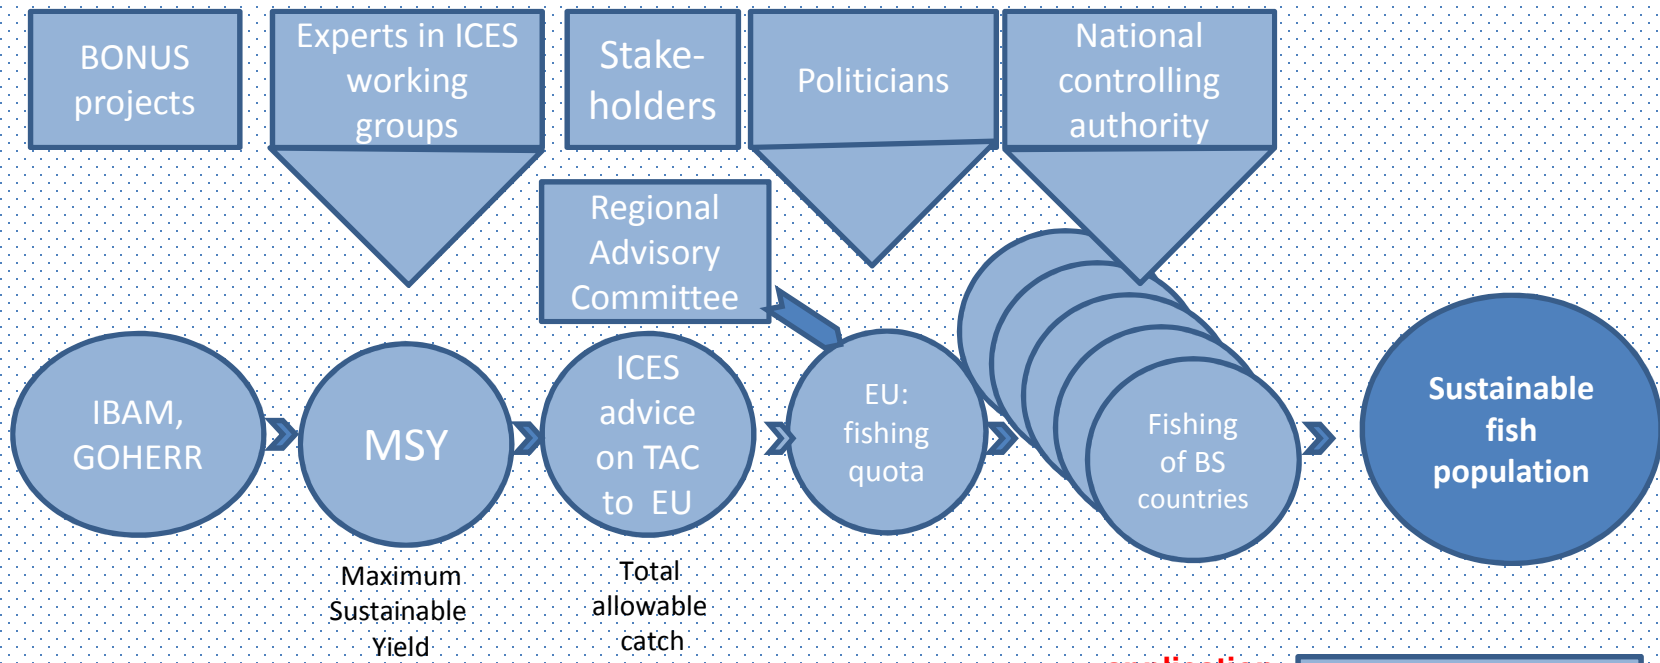 BONUS
projects
Experts in ICES
working
groups
Stake-
holders
Politicians
National
controlling
authority
Regional
Advisory
Committee
IBAM,
GOHERR
MSY
ICES
advice
on TAC
to EU
EU:
fishing
quota
Fishing
of BS
countries
Sustainable
fish
population
Maximum
Sustainable
Yield
Total
allowable
catch